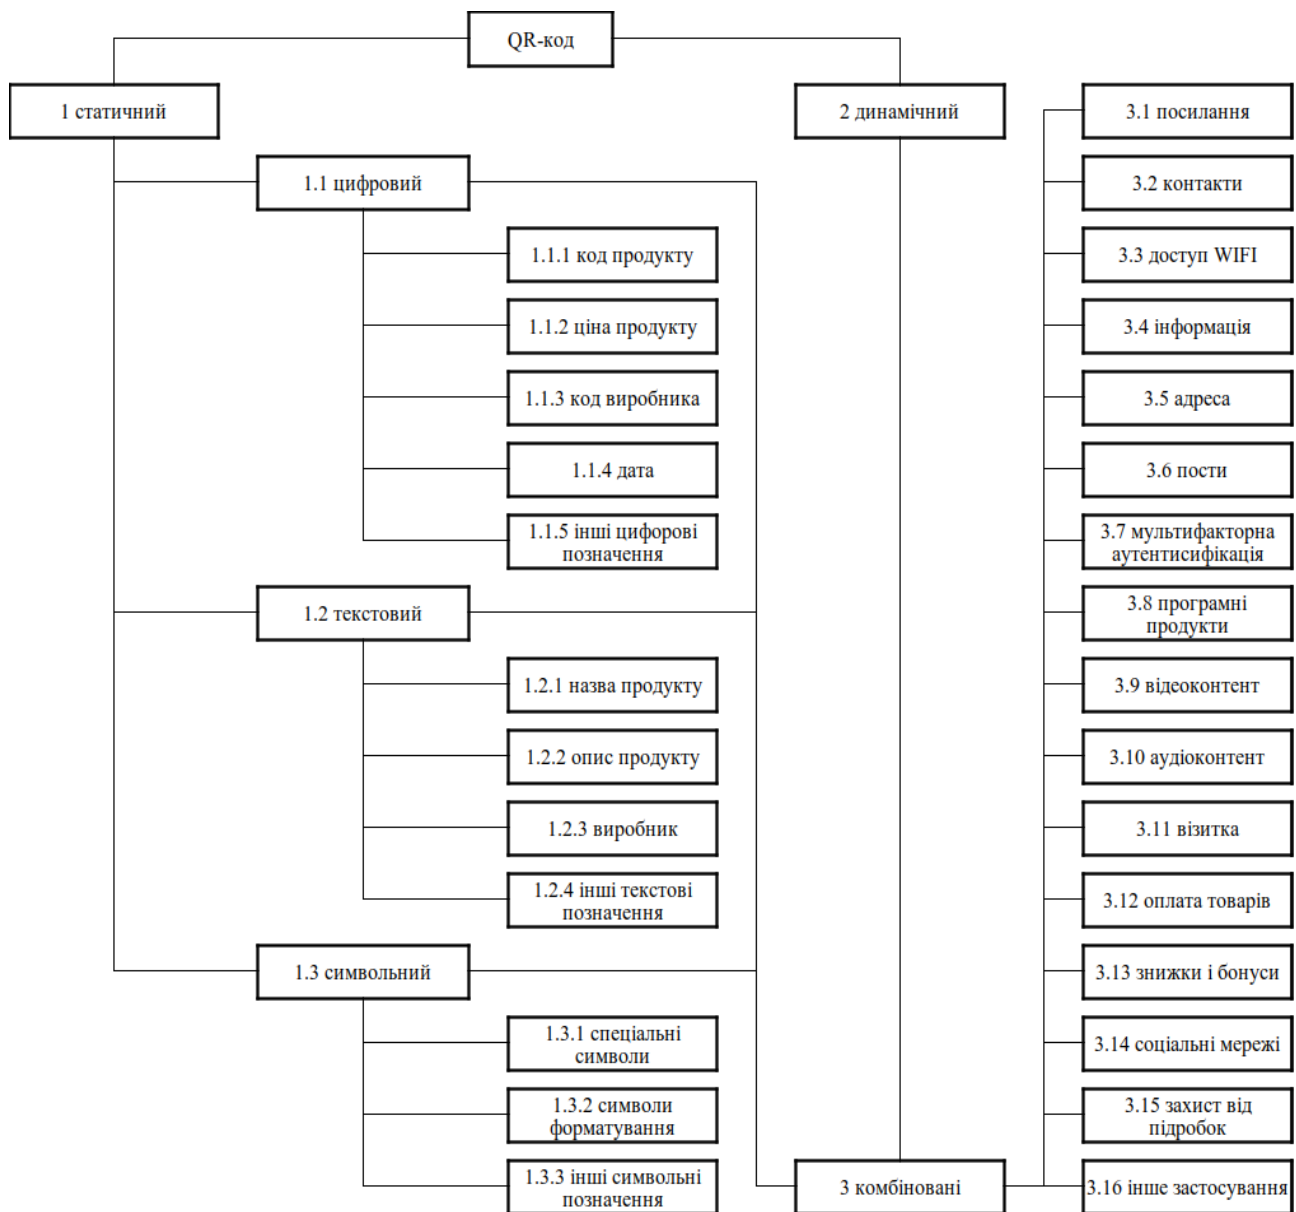 QR-код
1 статичний
2 динамічний
3.1 посилання
1.1 цифровий
3.2 контакти
1.1.1 код продукту
3.3 доступ WIFI
1.1.2 ціна продукту
3.4 інформація
1.1.3 код виробника
3.5 адреса
1.1.4 дата
3.6 пости
1.1.5 інші цифорові
позначення
3.7 мультифакторна
аутентисифікація
1.2 текстовий
3.8 програмні
продукти
1.2.1 назва продукту
3.9 відеоконтент
1.2.2 опис продукту
3.10 аудіоконтент
1.2.3 виробник
3.11 візитка
1.2.4 інші текстові
позначення
3.12 оплата товарів
1.3 символьний
3.13 знижки і бонуси
1.3.1 спеціальні
символи
3.14 соціальні мережі
1.3.2 символи
форматування
3.15 захист від
підробок
1.3.3 інші символьні
позначення
3 комбіновані
3.16 інше застосування